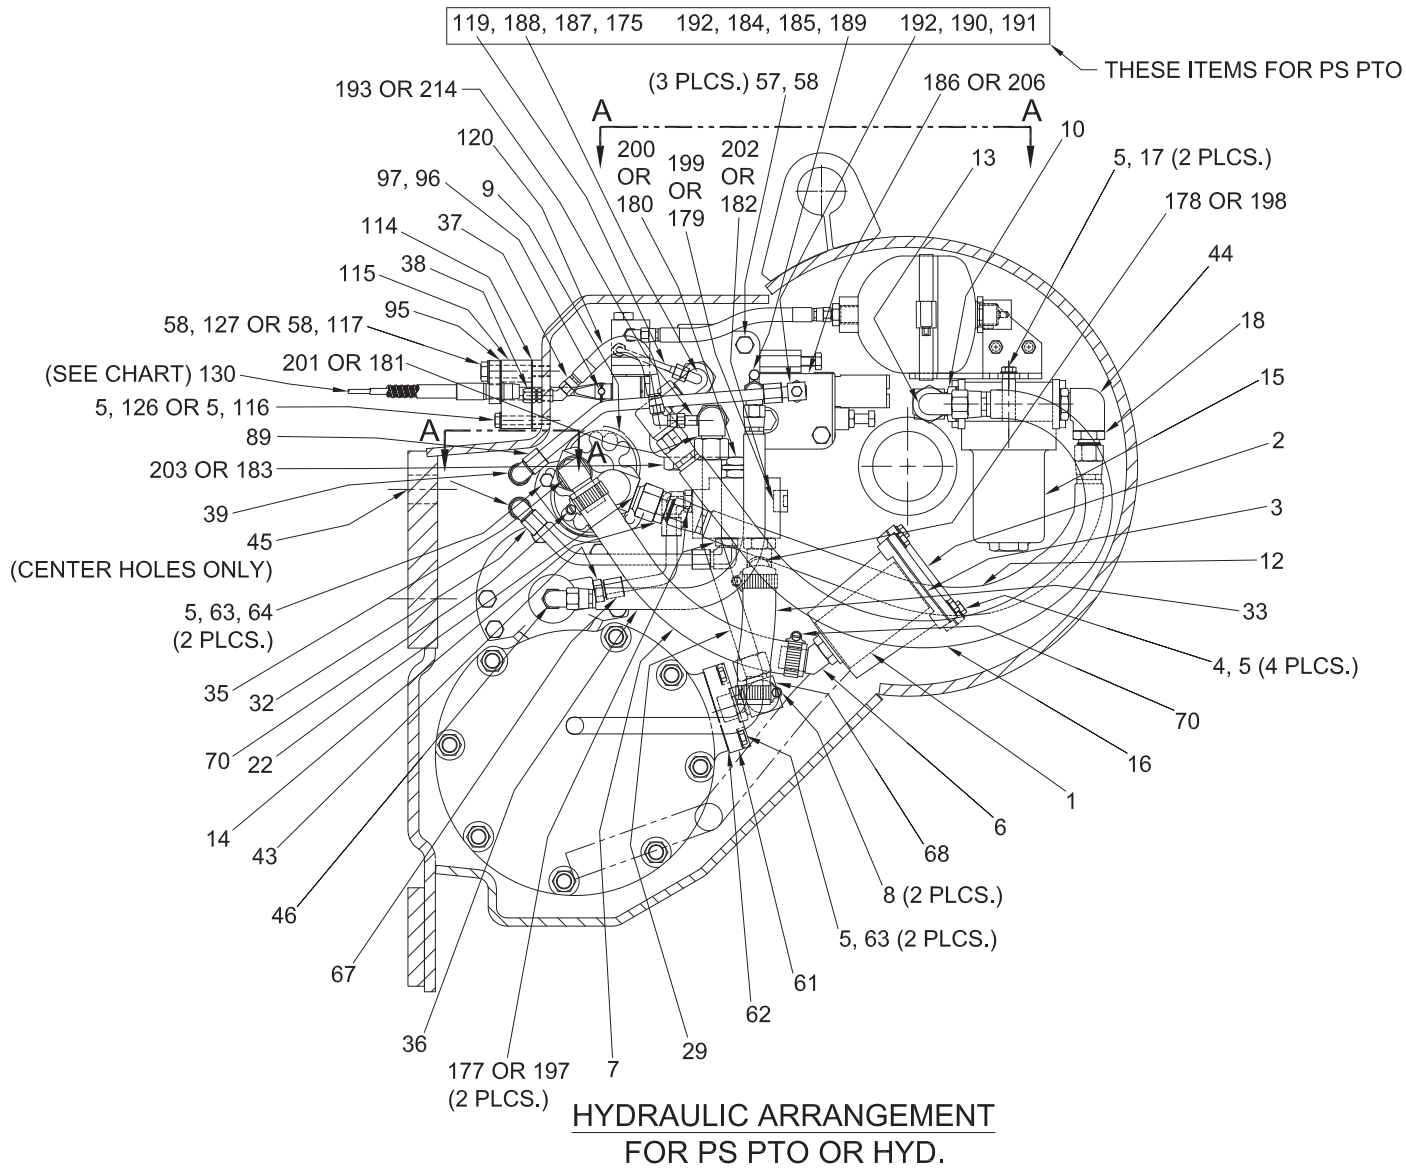 119, 188, 187, 175 192, 184, 185, 189 192, 190, 191
THESE ITEMS FOR PS PTO
193 OR 214
(3 PLCS.) 57, 58
186 OR 206
A
A
10
120
200
OR
180
199
OR
179
202
OR
182
13
5, 17 (2 PLCS.)
97, 96
9
178 OR 198
114
37
44
38
115
95
18
58, 127 OR 58, 117
201 OR 181
15
(SEE CHART) 130
5, 126 OR 5, 116
2
89
A
A
203 OR 183
3
39
45
(CENTER HOLES ONLY)
12
5, 63, 64
(2 PLCS.)
33
35
4, 5 (4 PLCS.)
32
70
70
22
16
14
1
43
6
68
46
8 (2 PLCS.)
5, 63 (2 PLCS.)
67
61
62
36
29
7
177 OR 197
(2 PLCS.)
HYDRAULIC ARRANGEMENT
FOR PS PTO OR HYD.